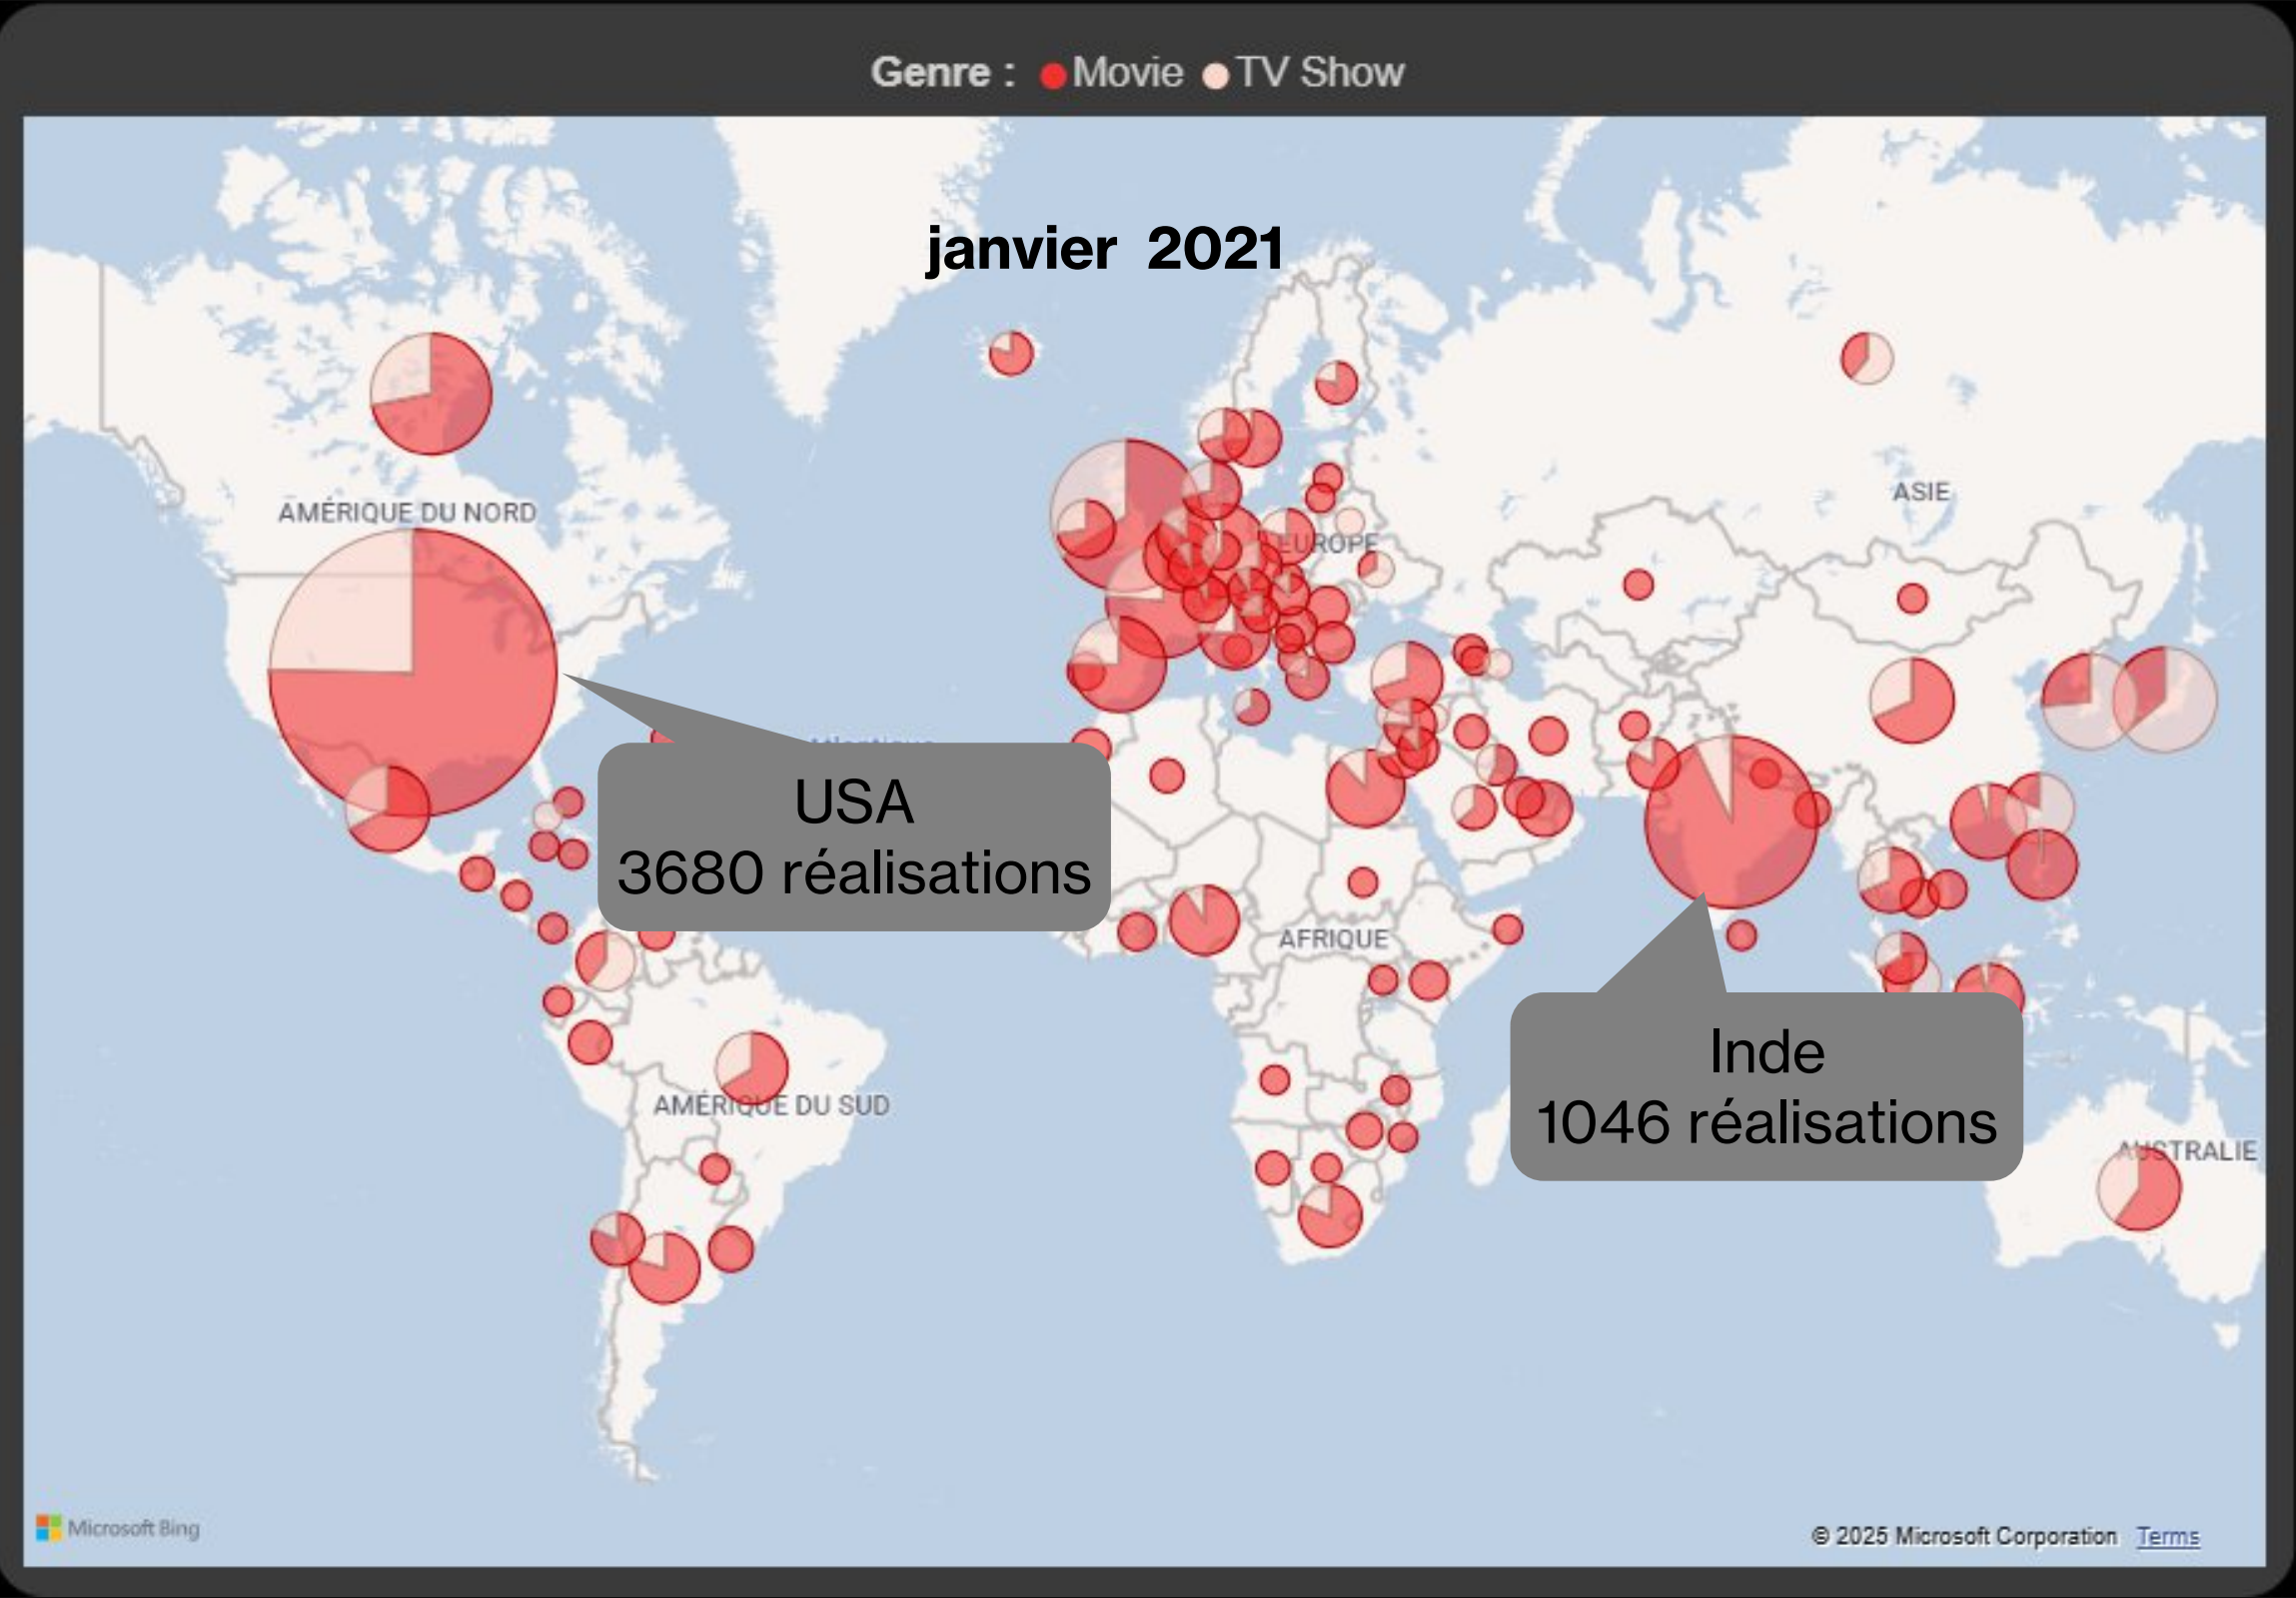 Genre : Movie TV Show
janvier 2021
AMÉRIQUE DU NORD
ASIE
EUROPE
USA
3680 réalisations
AFRIQUE
Inde
1046 réalisations
AMÉRIQUE DU SUD
AUSTRALIE
Microsoft Bing
© 2025 Microsoft Corporation Terms